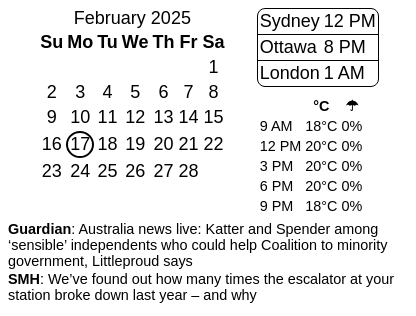 February 2025
Su Mo Tu We Th Fr Sa
1
2 3 4 5 6 7 8
9 10 11 12 13 14 15
16 17 18 19 20 21 22
23 24 25 26 27 28
Sydney 12 PM
Ottawa 8 PM
London 1 AM
°C ☂
9 AM 18°C 0%
12 PM 20°C 0%
3 PM 20°C 0%
6 PM 20°C 0%
9 PM 18°C 0%
Guardian: Australia news live: Katter and Spender among
‘sensible’ independents who could help Coalition to minority
government, Littleproud says
SMH: We’ve found out how many times the escalator at your
station broke down last year – and why